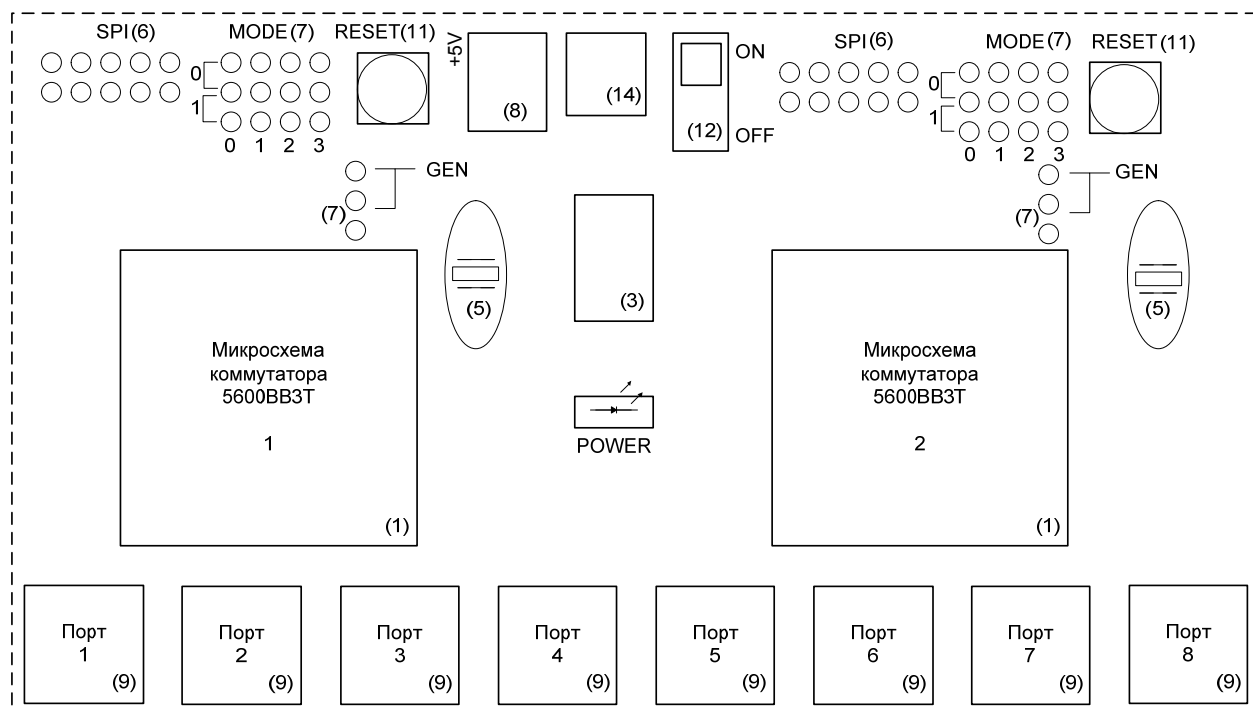 SPI(6) MODE(7) RESET(11)
+5V
(8)
(14)
ON
(12)
OFF
SPI(6) MODE(7) RESET(11)
0
1
0 1 2 3
0
1
0 1 2 3
GEN
(7)
GEN
(7)
(5)
(3)
(5)
Микросхема
коммутатора
5600ВВ3Т
1
(1)
POWER
Микросхема
коммутатора
5600ВВ3Т
2
(1)
Порт
1
(9)
Порт
2
(9)
Порт
3
(9)
Порт
4
(9)
Порт
5
(9)
Порт
6
(9)
Порт
7
(9)
Порт
8
(9)